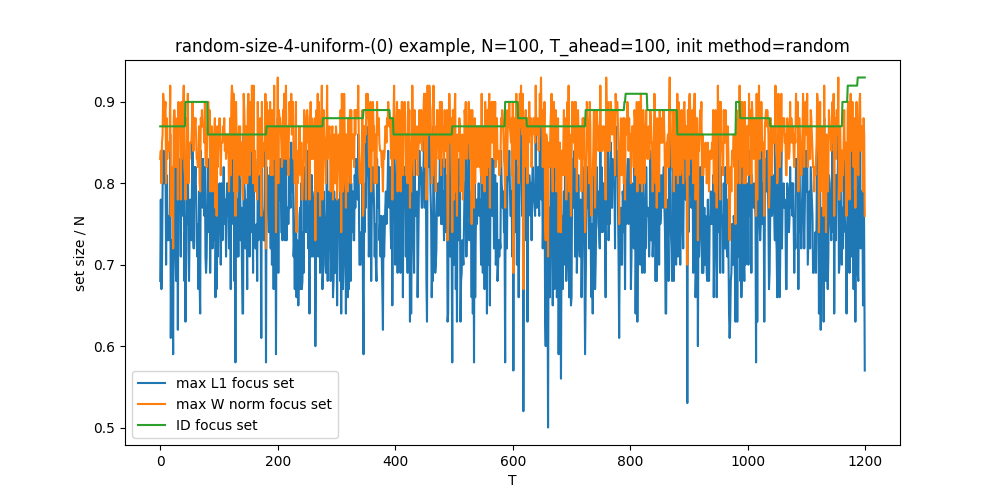 random-size-4-uniform-(0) example, N=100, T_ahead=100, init method=random
0.9
0.8
0.7
0.6
0.5
set size / N
max L1 focus set
max W norm focus set
ID focus set
0 200 400 600 800 1000 1200
T